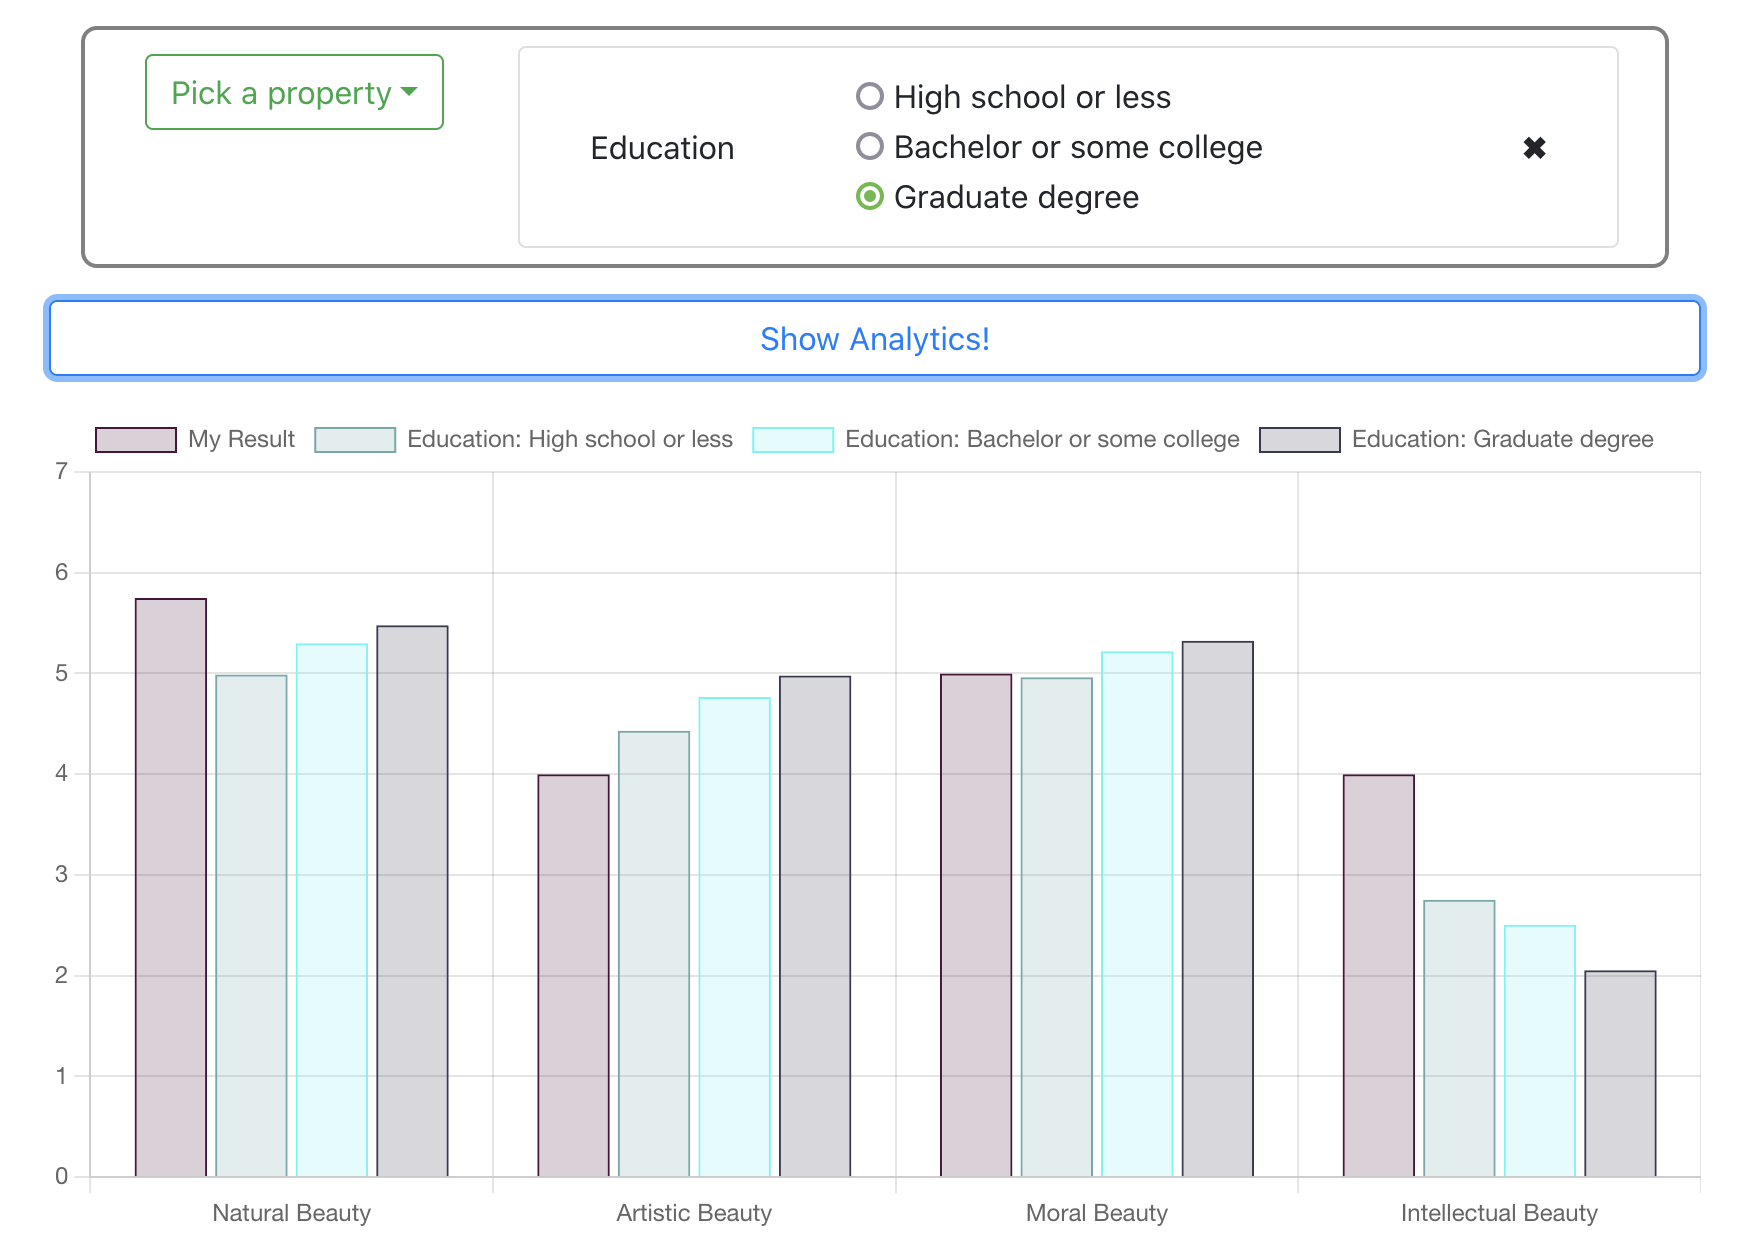 Pick a property
Education
High school or less
Bachelor or some college
Graduate degree
✖
Show Analytics!
My Result Education: High school or less Education: Bachelor or some college Education: Graduate degree
7
6
5
4
3
2
1
0
Natural Beauty Artistic Beauty Moral Beauty Intellectual Beauty